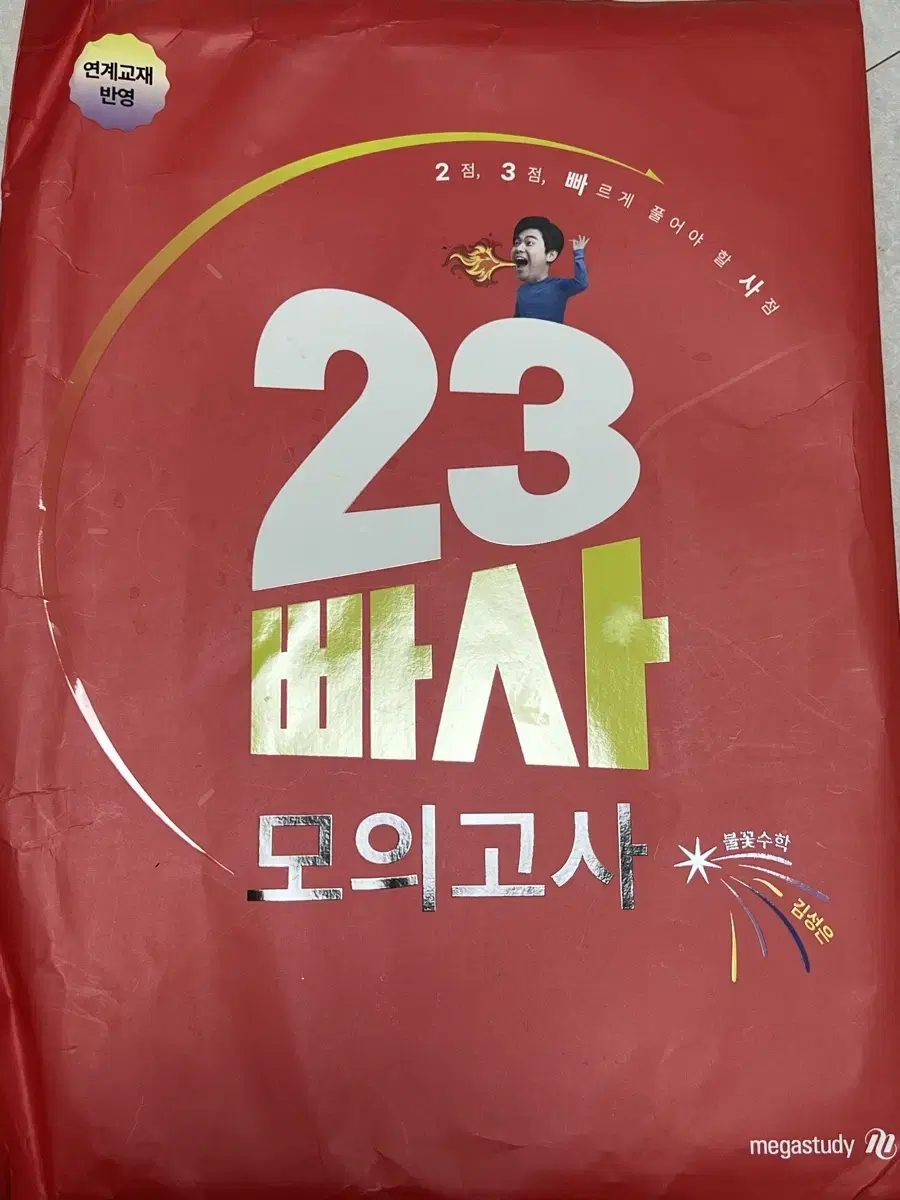 연계교재
반영
2점, 3점, 빠르게 풀어야 할 사점
23
빠사
모의고사
불꽃수학
김성은
megastudy